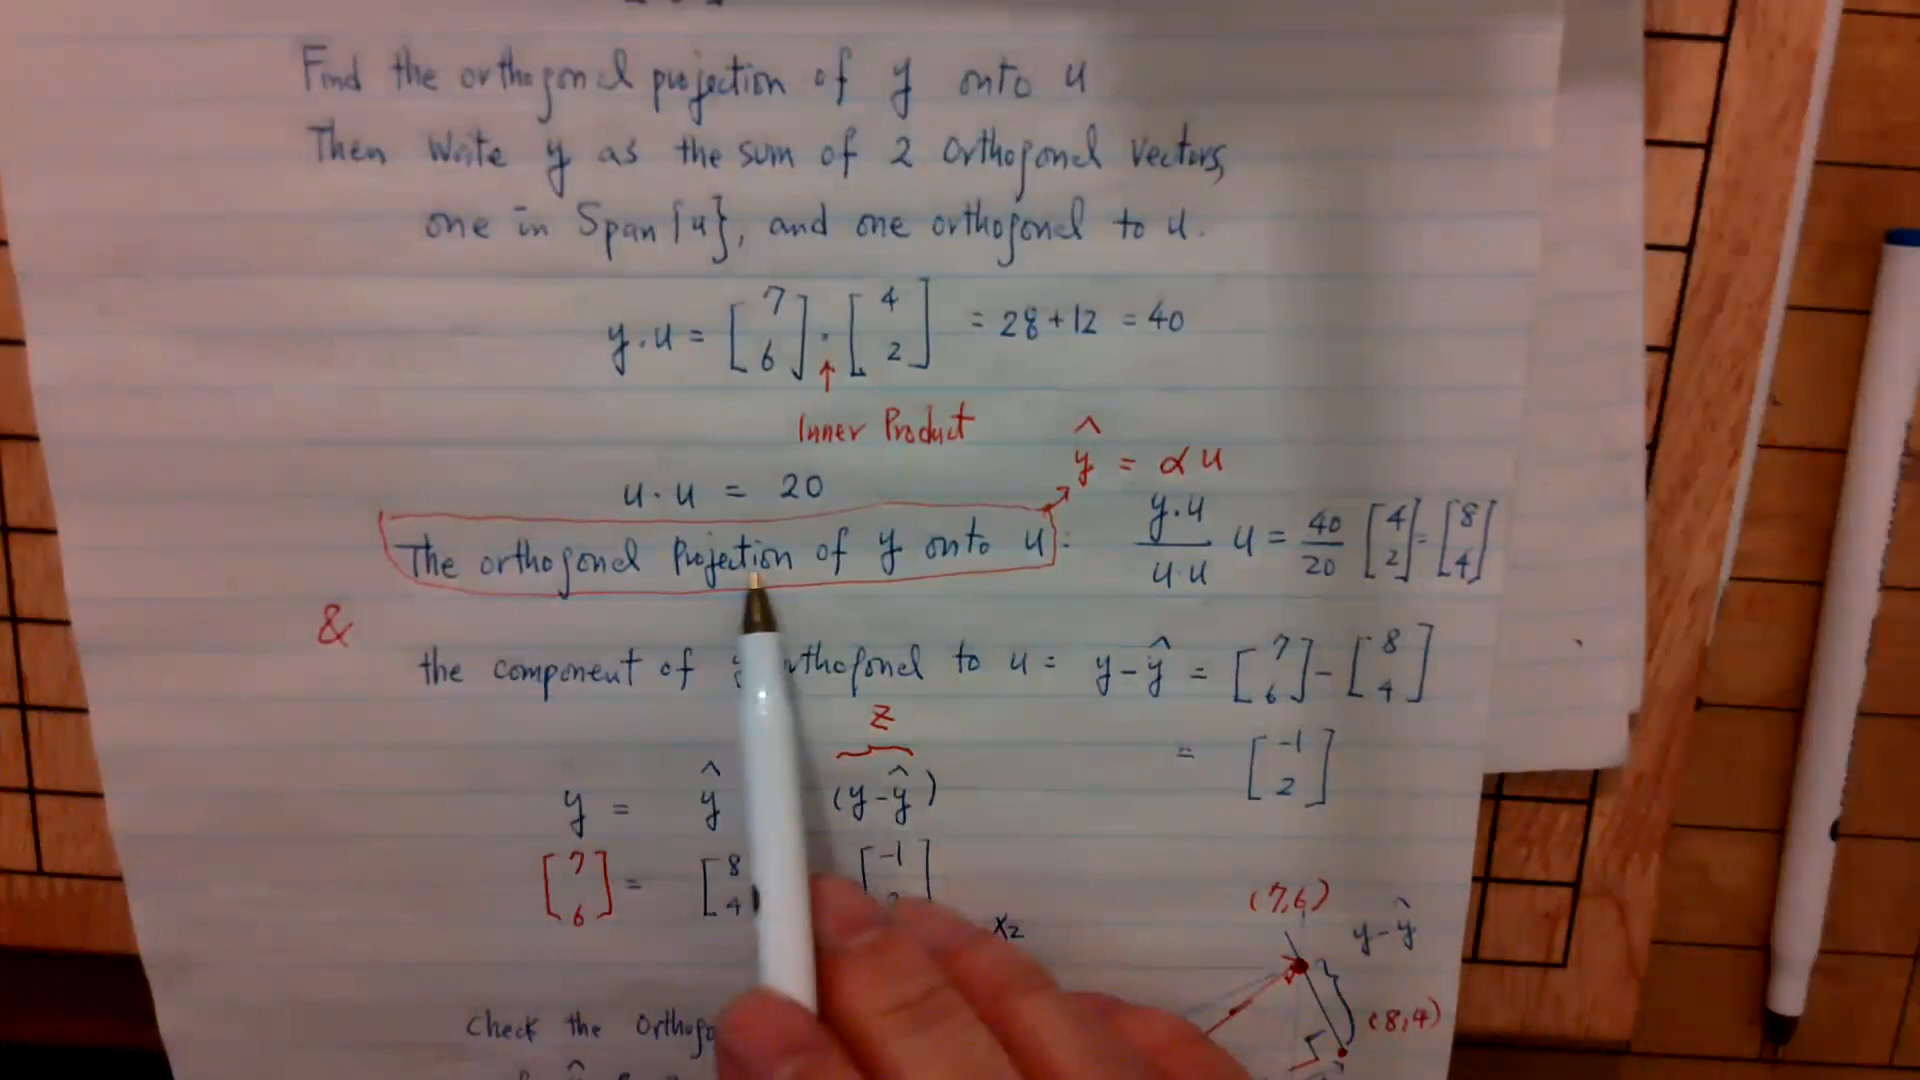 Find the orthogonal projection of y onto u
Then Write y as the sum of 2 orthogonal vectors,
one in Span {u}, and one orthogonal to u.
y·u = [7 6] · [4 2] = 28+12 = 40
↑
Inner Product
ŷ = αu
u·u = 20
The orthogonal Projection of y onto u: y·u / u·u u = 40/20 [4 2] = [8 4]
&
the component of orthogonal to u = y-ŷ = [7 6] - [8 4]
z
= [-1 2]
y = ŷ (y-ŷ)
[7 6] = [8 4] [-1
(7,6)
x2
y-ŷ
(8,4)
Check the